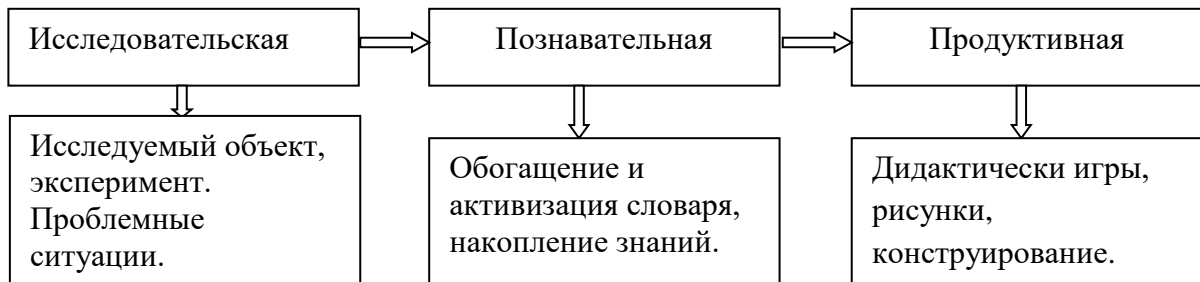 Исследовательская
Познавательная
Продуктивная
Исследуемый объект,
эксперимент.
Проблемные
ситуации.
Обогащение и
активизация словаря,
накопление знаний.
Дидактически игры,
рисунки,
конструирование.